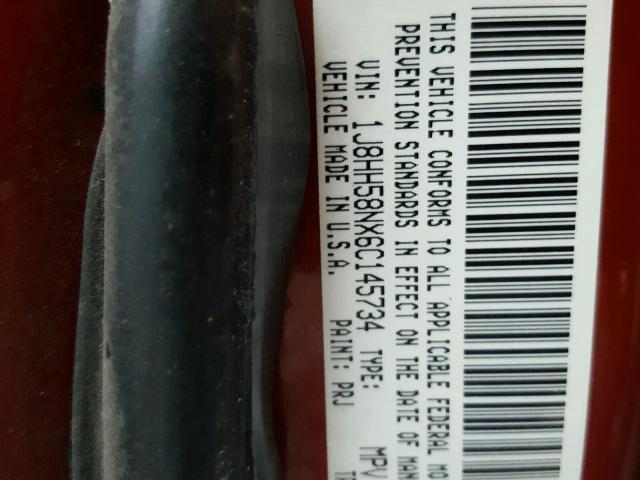 THIS VEHICLE CONFORMS TO ALL APPLICABLE FEDERAL MO
PREVENTION STANDARDS IN EFFECT ON THE DATE OF MAN
VIN: 1J8HH58NX6C145734 TYPE: MPV
VEHICLE MADE IN U.S.A. PAINT: PRJ